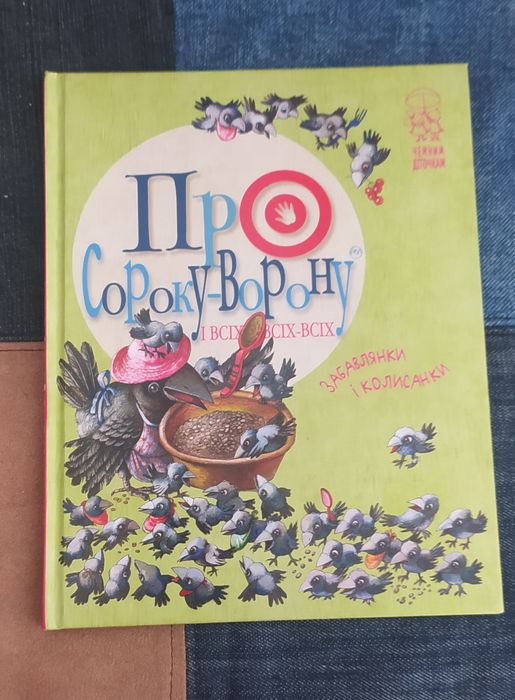 ЧЕМНИМ
ДІТОЧКАМ
Про
Сороку-Ворону
І ВСІХ-ВСІХ-ВСІХ
ЗАБАВЛЯНКИ
І КОЛИСАНКИ